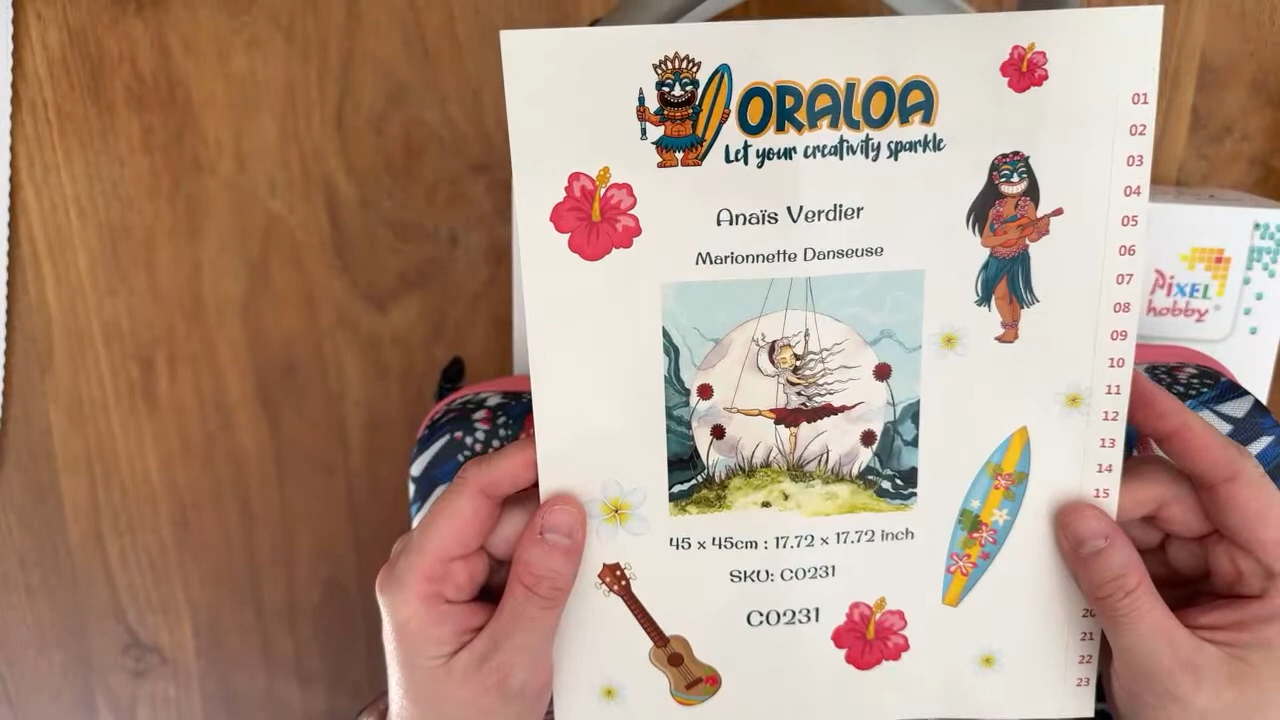 ORALOA
Let your creativity sparkle
Anaïs Verdier
Marionnette Danseuse
45 x 45cm : 17.72 x 17.72 inch
SKU: C0231
C0231
01
02
03
04
05
06
07
08
09
10
11
12
13
14
15
20
21
22
23
PiXEL
hobby